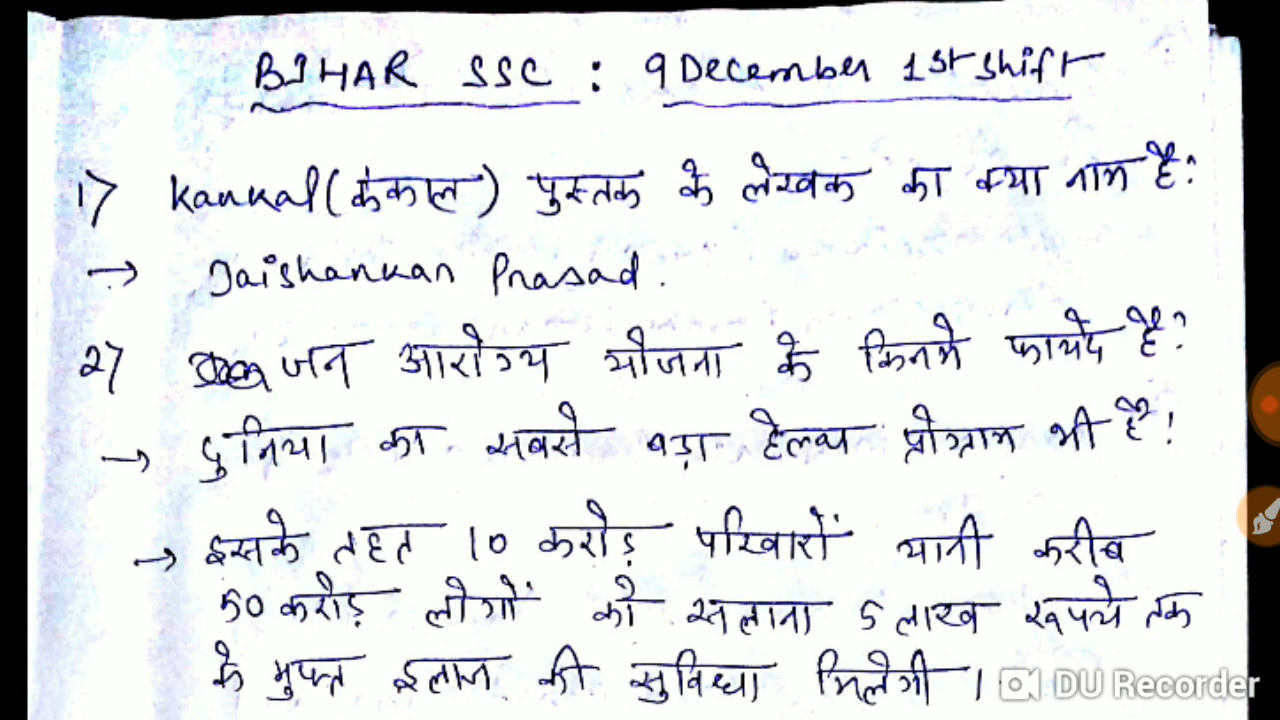 BIHAR SSC : 9 December 1st shift
1) Kankal (कंकाल) पुस्तक के लेखक का क्या नाम है?
→ Jaishankar Prasad.
2) जन आरोग्य योजना के कितने फायदे है?
→ दुनिया का सबसे बड़ा हेल्थ प्रोग्राम भी है!
→ इसके तहत 10 करोड़ परिवारों यानी करीब
50 करोड़ लोगों को सलाना 5 लाख रूपये तक
के मुफ्त इलाज की सुविधा मिलेगी ।
DU Recorder